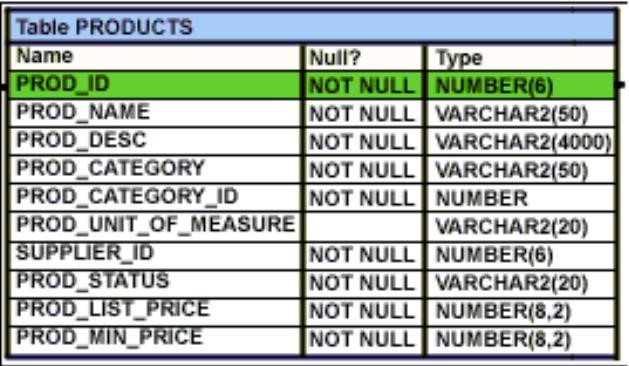 Table PRODUCTS
Name Null? Type
PROD_ID NOT NULL NUMBER(6)
PROD_NAME NOT NULL VARCHAR2(50)
PROD_DESC NOT NULL VARCHAR2(4000)
PROD_CATEGORY NOT NULL VARCHAR2(50)
PROD_CATEGORY_ID NOT NULL NUMBER
PROD_UNIT_OF_MEASURE VARCHAR2(20)
SUPPLIER_ID NOT NULL NUMBER(6)
PROD_STATUS NOT NULL VARCHAR2(20)
PROD_LIST_PRICE NOT NULL NUMBER(8,2)
PROD_MIN_PRICE NOT NULL NUMBER(8,2)